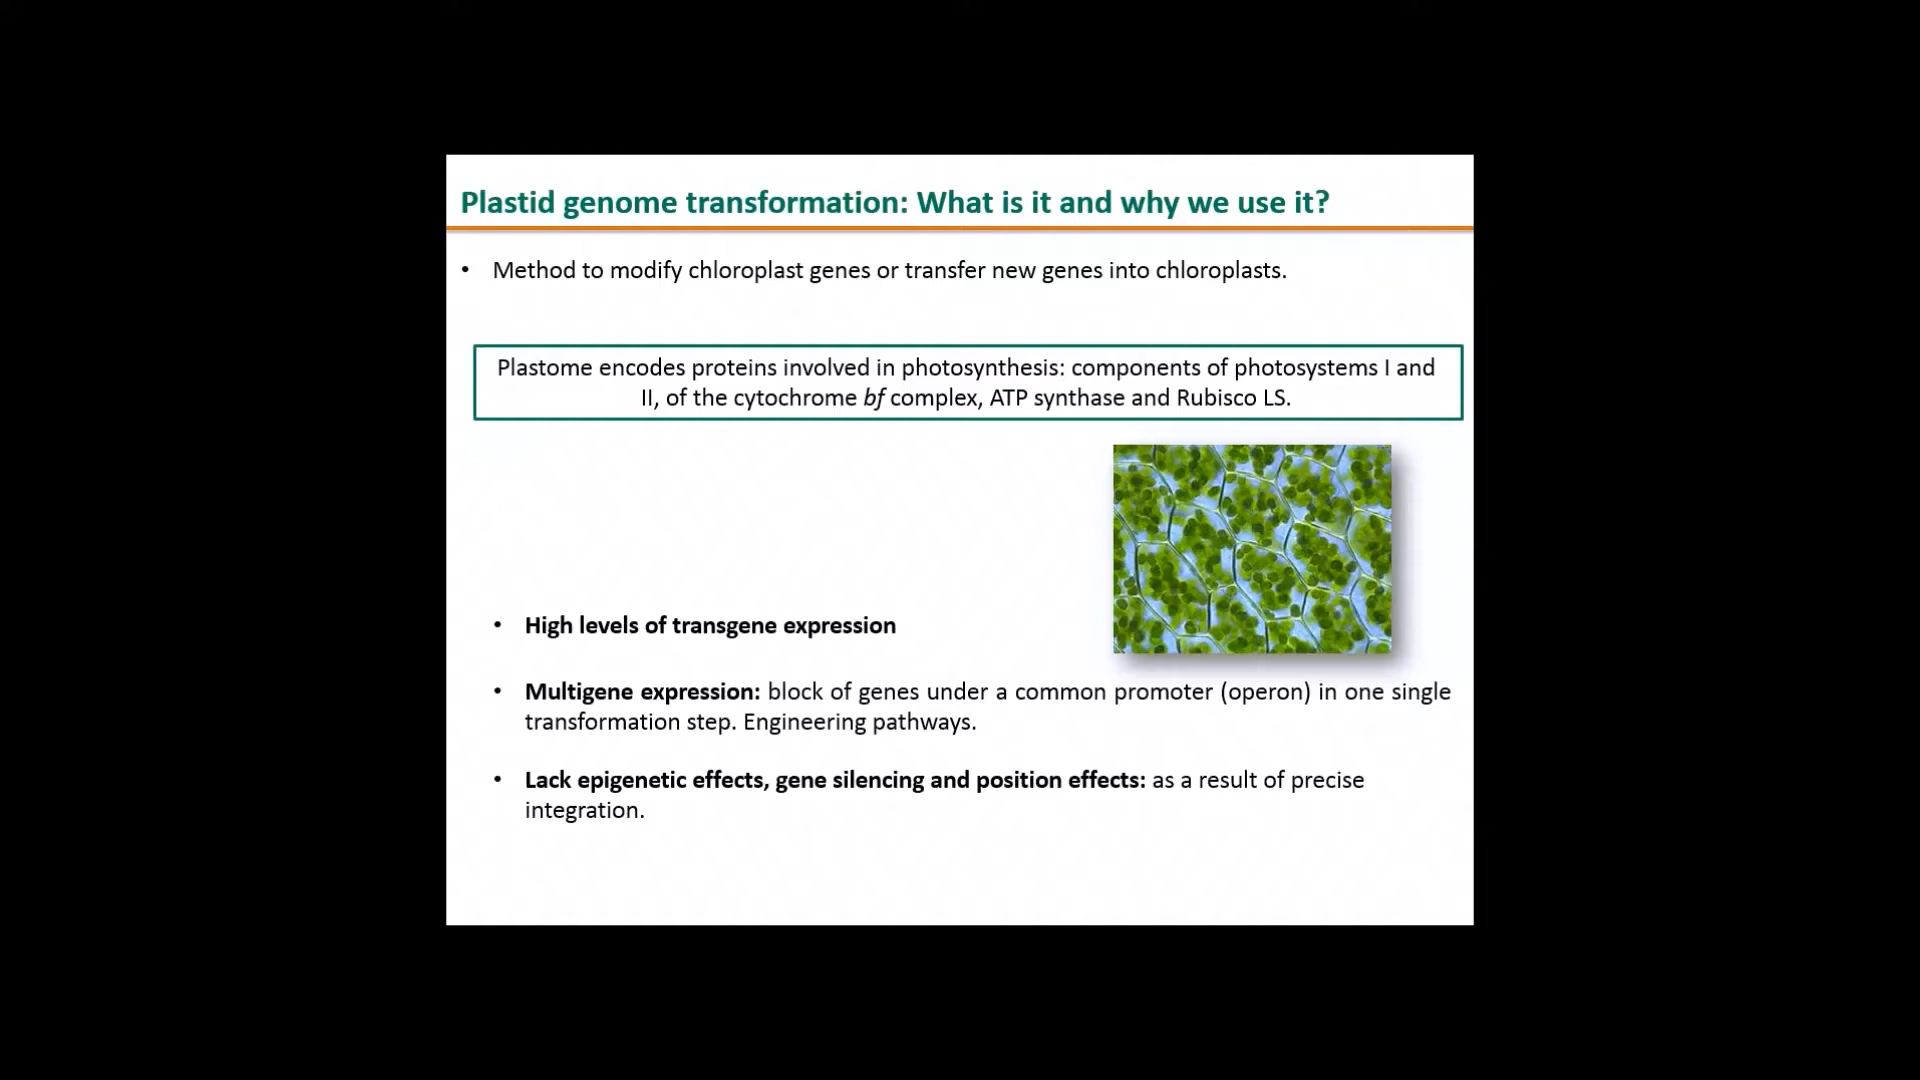 Plastid genome transformation: What is it and why we use it?
• Method to modify chloroplast genes or transfer new genes into chloroplasts.
Plastome encodes proteins involved in photosynthesis: components of photosystems I and
II, of the cytochrome bf complex, ATP synthase and Rubisco LS.
• High levels of transgene expression
• Multigene expression: block of genes under a common promoter (operon) in one single
transformation step. Engineering pathways.
• Lack epigenetic effects, gene silencing and position effects: as a result of precise
integration.